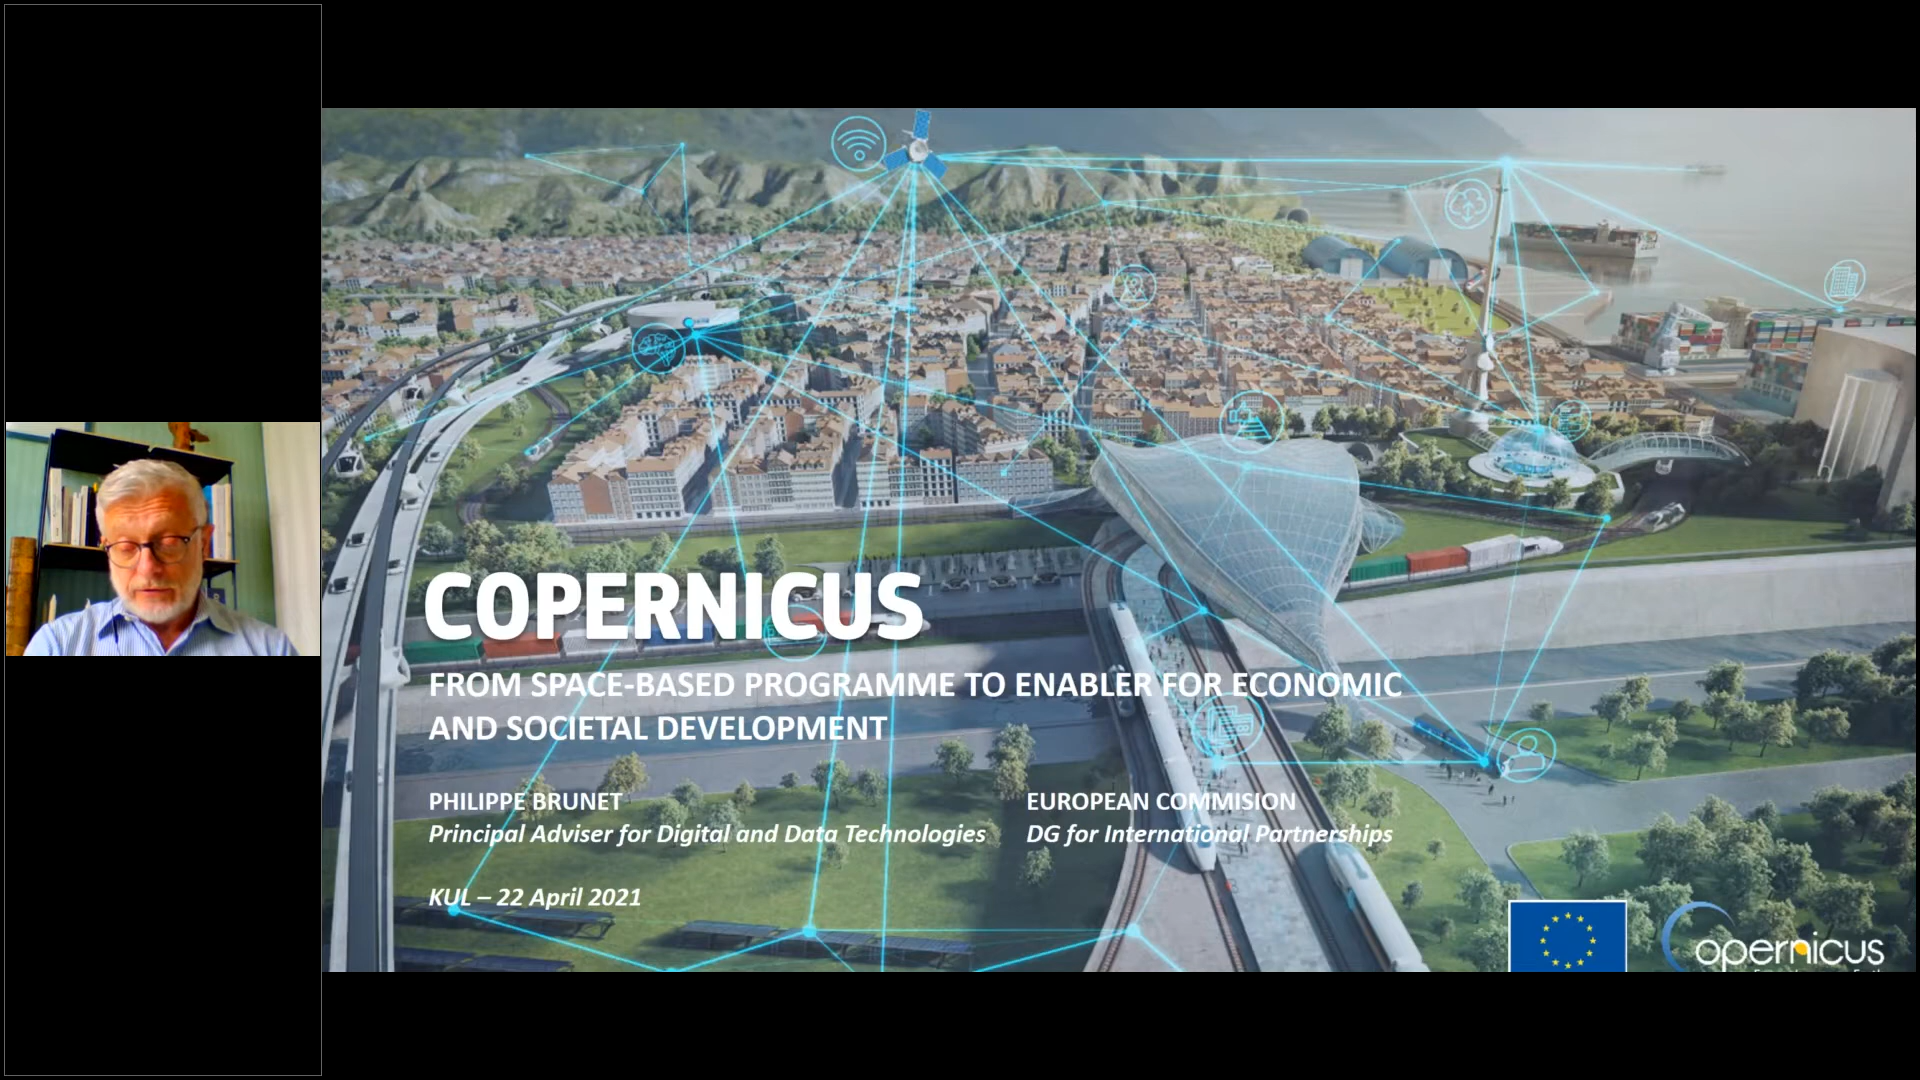 COPERNICUS
FROM SPACE-BASED PROGRAMME TO ENABLER FOR ECONOMIC
AND SOCIETAL DEVELOPMENT
PHILIPPE BRUNET
Principal Adviser for Digital and Data Technologies
EUROPEAN COMMISION
DG for International Partnerships
KUL – 22 April 2021
opernicus